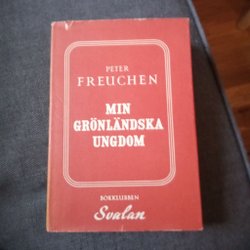 PETER
FREUCHEN
MIN
GRÖNLÄNDSKA
UNGDOM
BOKKLUBBEN
Svalan